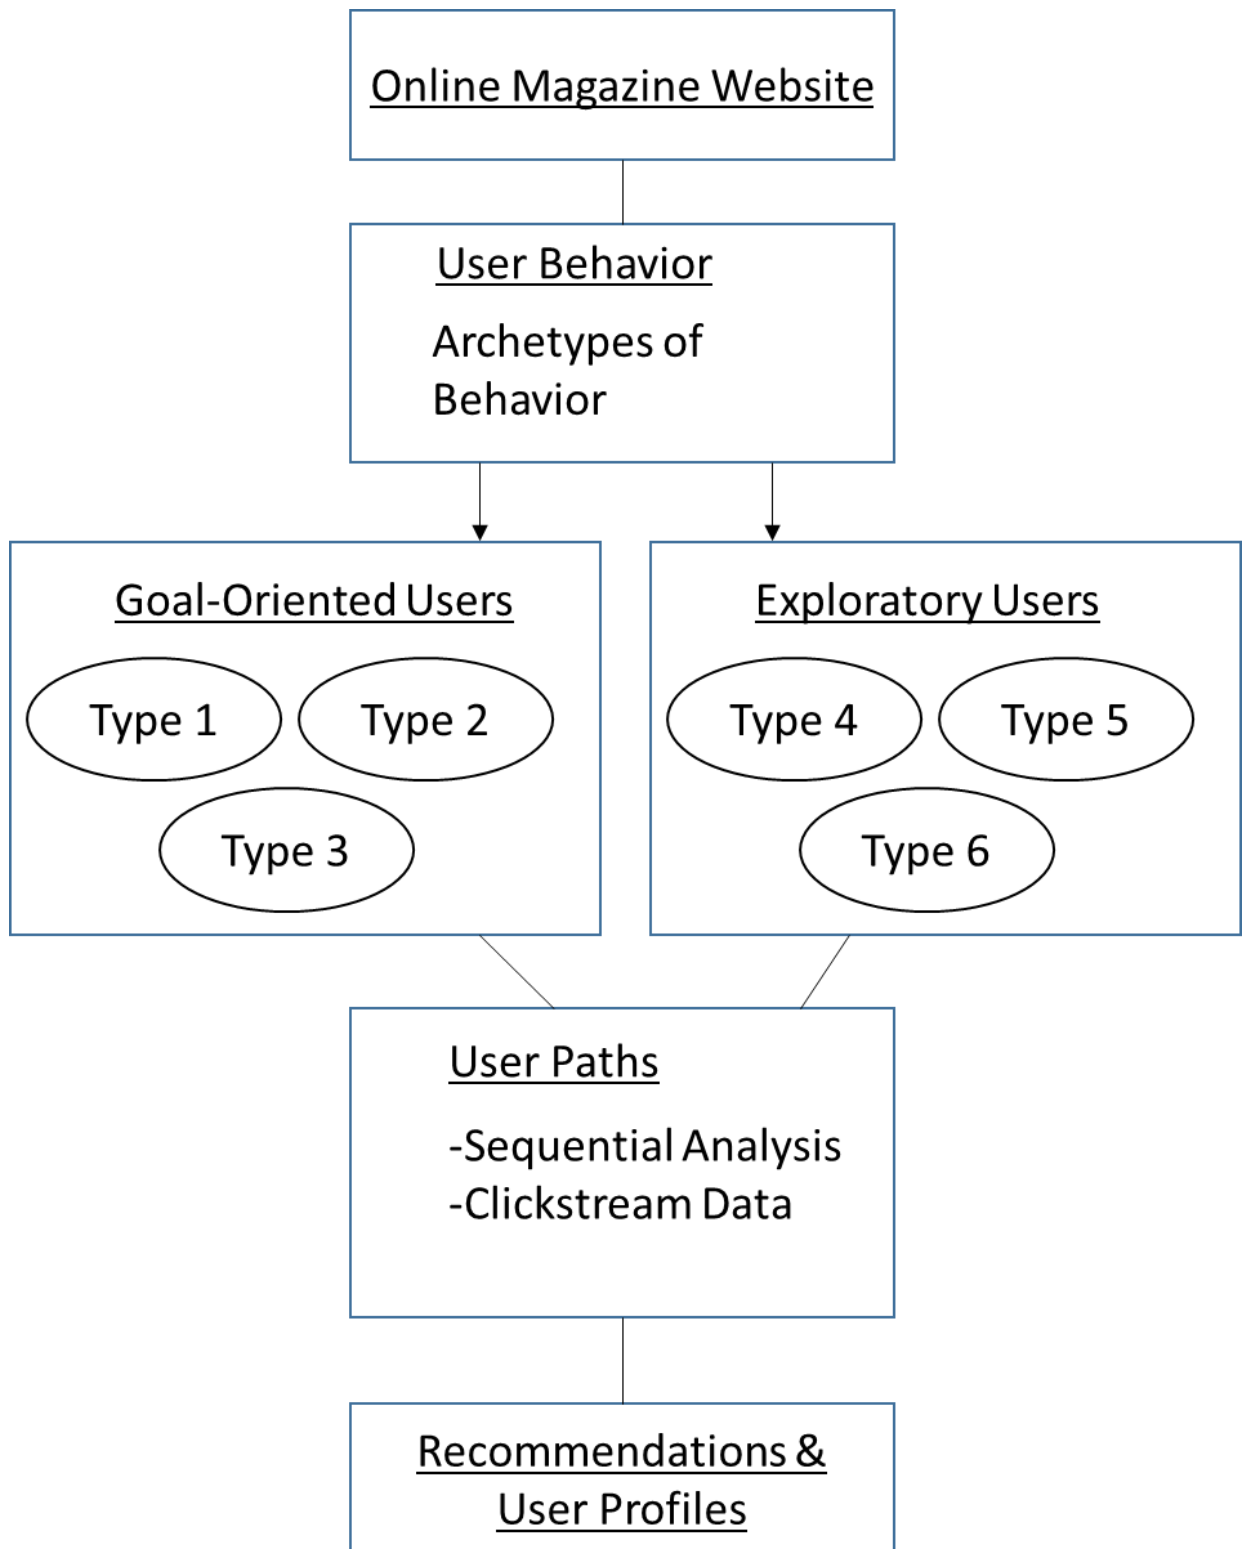 Online Magazine Website
User Behavior
Archetypes of
Behavior
Goal-Oriented Users
Type 1
Type 2
Type 3
Exploratory Users
Type 4
Type 5
Type 6
User Paths
-Sequential Analysis
-Clickstream Data
Recommendations &
User Profiles